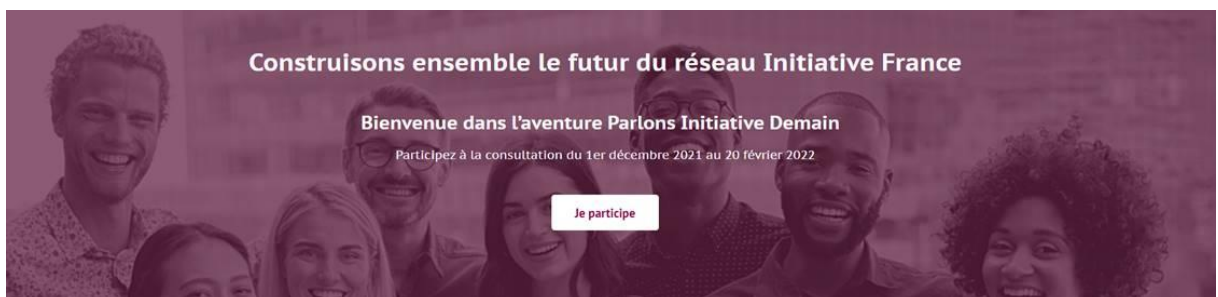 Construisons ensemble le futur du réseau Initiative France
Bienvenue dans l'aventure Parlons Initiative Demain
Participez à la consultation du 1er décembre 2021 au 20 février 2022
Je participe